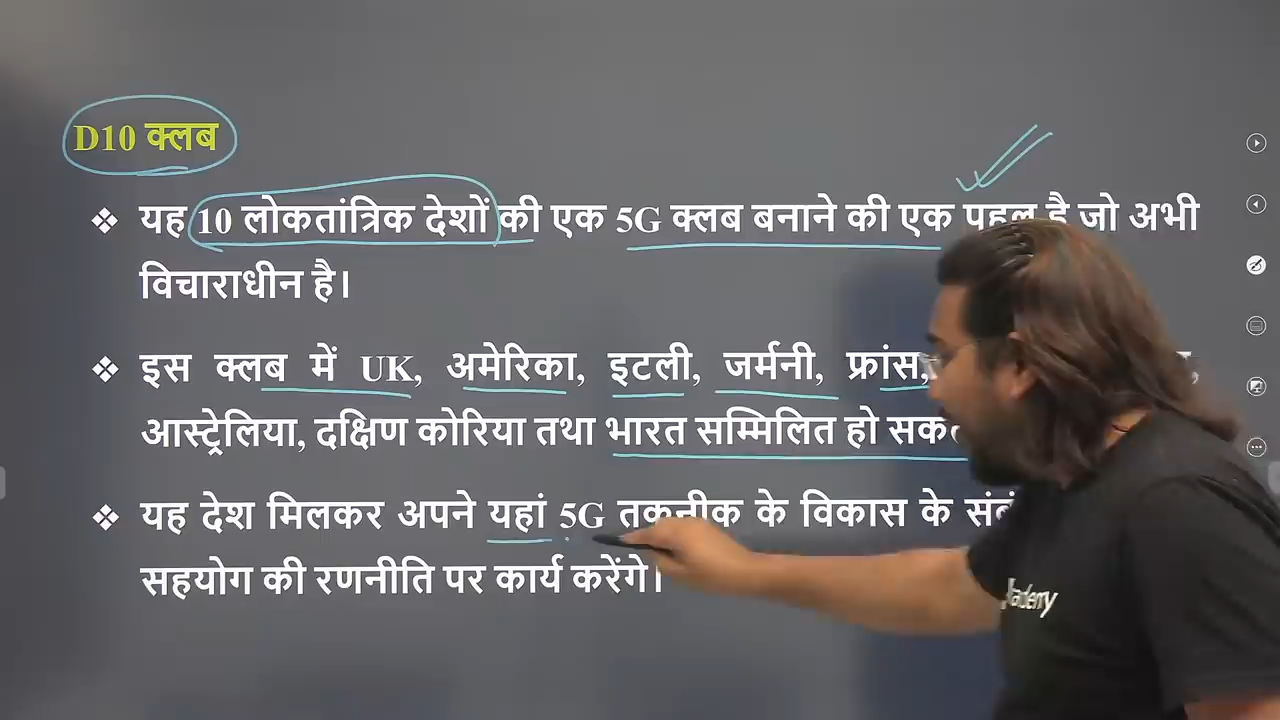 D10 क्लब
❖ यह 10 लोकतांत्रिक देशों की एक 5G क्लब बनाने की एक पहल है जो अभी
विचाराधीन है।
❖ इस क्लब में UK, अमेरिका, इटली, जर्मनी, फ्रांस,
आस्ट्रेलिया, दक्षिण कोरिया तथा भारत सम्मिलित हो
❖ यह देश मिलकर अपने यहां 5G तकनीक के विकास के
सहयोग की रणनीति पर कार्य करेंगे।